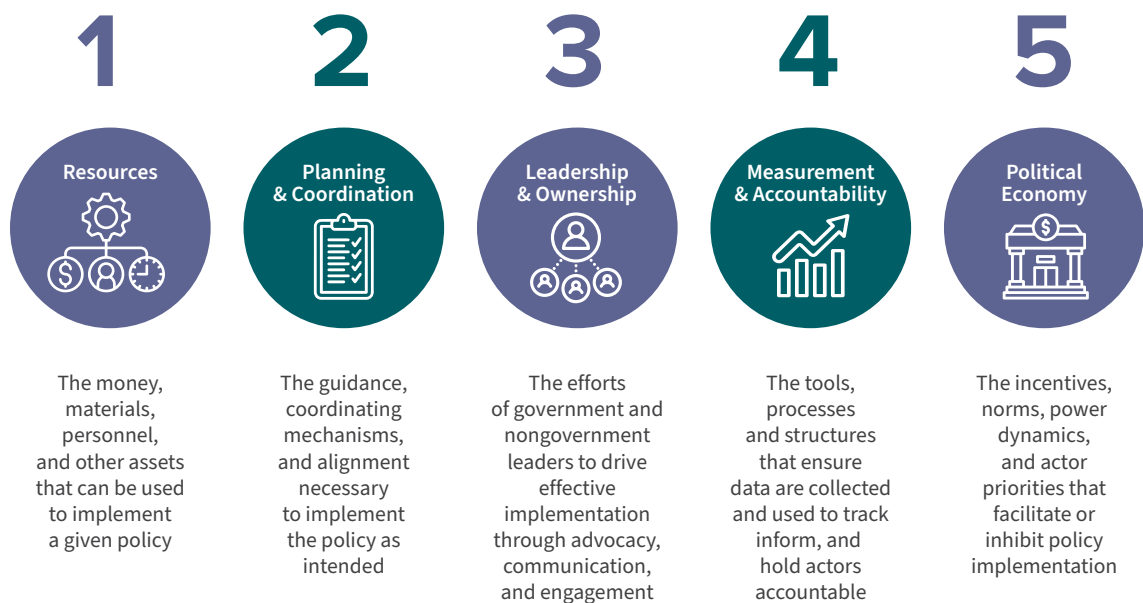 1
2
3
4
5
Resources
Planning
& Coordination
Leadership
& Ownership
Measurement
& Accountability
Political
Economy
$
$
The money,
materials,
personnel,
and other assets
that can be used
to implement
a given policy
The guidance,
coordinating
mechanisms,
and alignment
necessary
to implement
the policy as
intended
The efforts
of government and
nongovernment
leaders to drive
effective
implementation
through advocacy,
communication,
and engagement
The tools,
processes
and structures
that ensure
data are collected
and used to track
inform, and
hold actors
accountable
The incentives,
norms, power
dynamics,
and actor
priorities that
facilitate or
inhibit policy
implementation